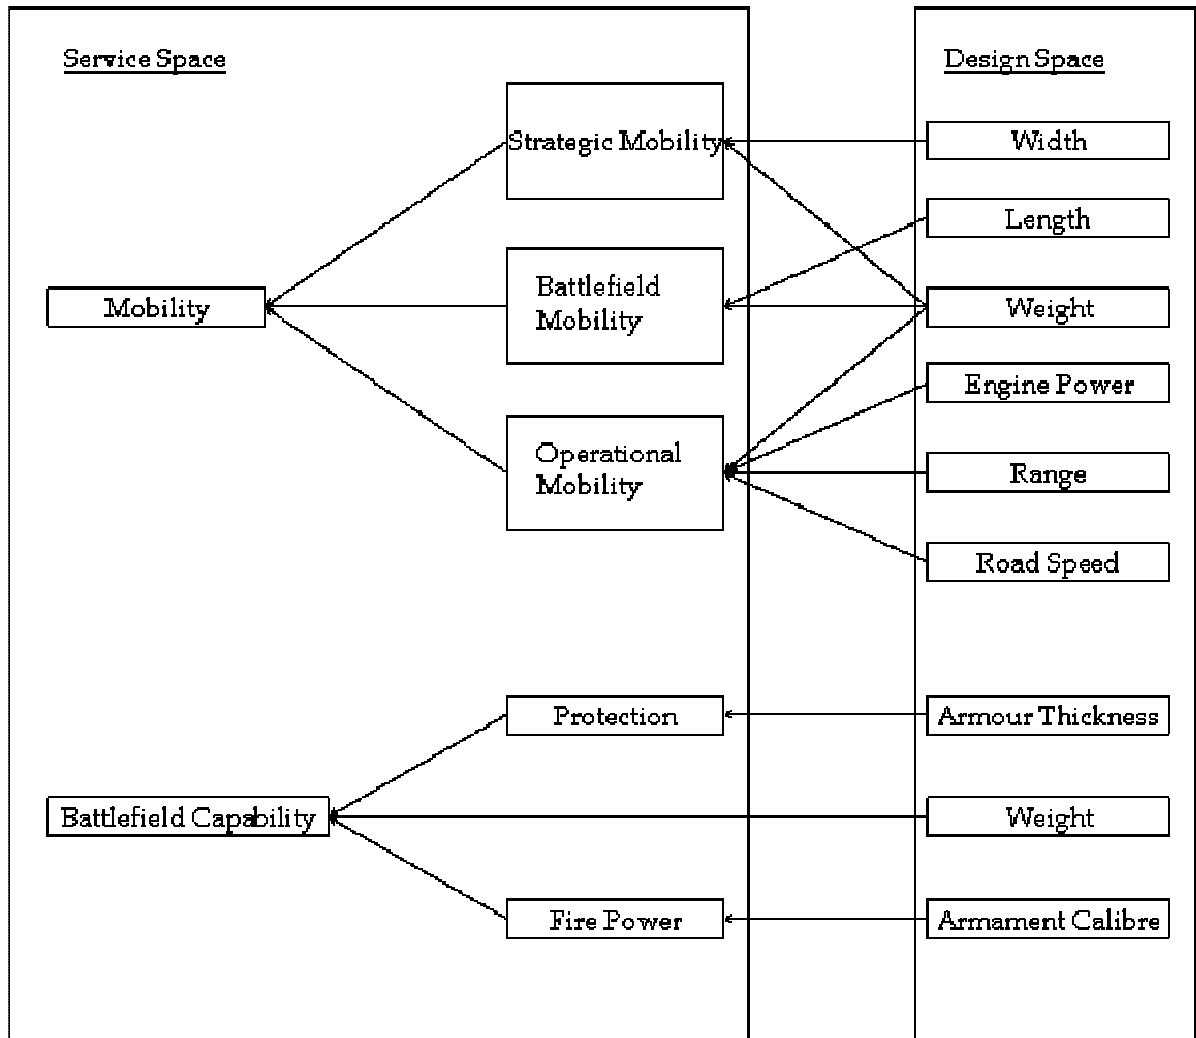 Service Space
Design Space
Strategic Mobility
Width
Length
Mobility
Battlefield
Mobility
Weight
Engine Power
Operational
Mobility
Range
Road Speed
Protection
Armour Thickness
Battlefield Capability
Weight
Fire Power
Armament Calibre